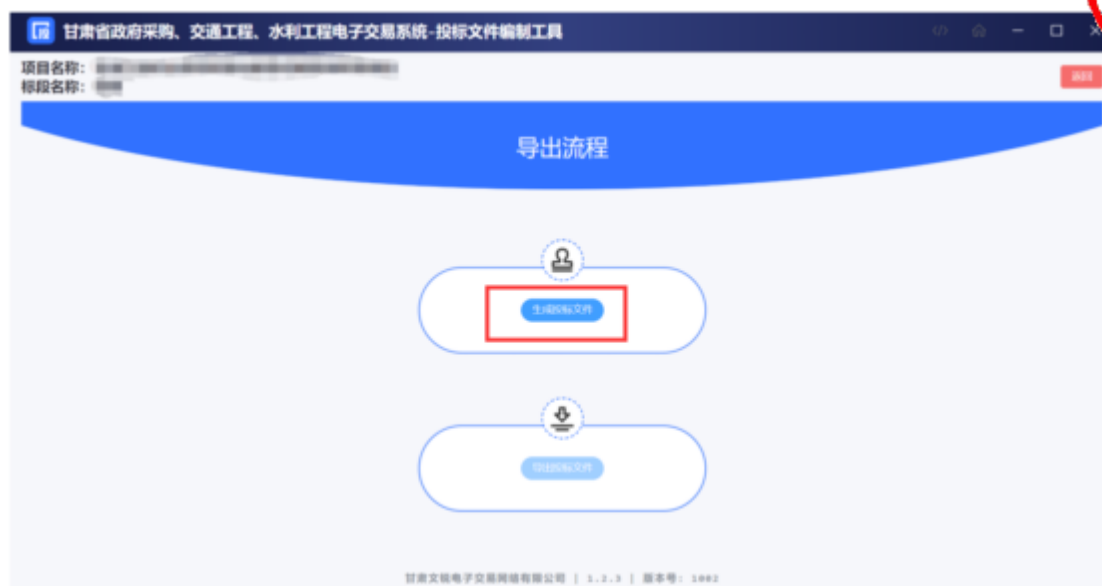 甘肃省政府采购、交通工程、水利工程电子交易系统-投标文件编制工具
项目名称：
标段名称：
返回
导出流程
生成投标文件
导出投标文件
甘肃文锐电子交易网络有限公司 | 1.2.3 | 版本号: 1002